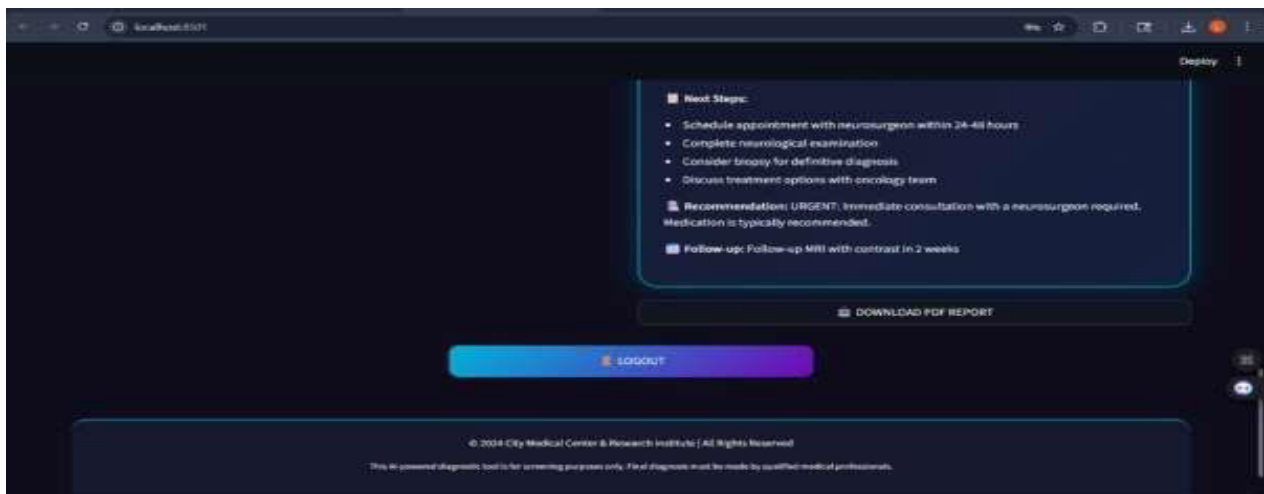 localhost:8501
Deploy
Next Steps:
• Schedule appointment with neurosurgeon within 24-48 hours
• Complete neurological examination
• Consider biopsy for definitive diagnosis
• Discuss treatment options with oncology team
Recommendation: URGENT: Immediate consultation with a neurosurgeon required.
Medication is typically recommended.
Follow-up: Follow-up MRI with contrast in 2 weeks
DOWNLOAD PDF REPORT
LOGOUT
© 2024 City Medical Center & Research Institute | All Rights Reserved
This AI-powered diagnostic tool is for screening purposes only. Final diagnosis must be made by qualified medical professionals.